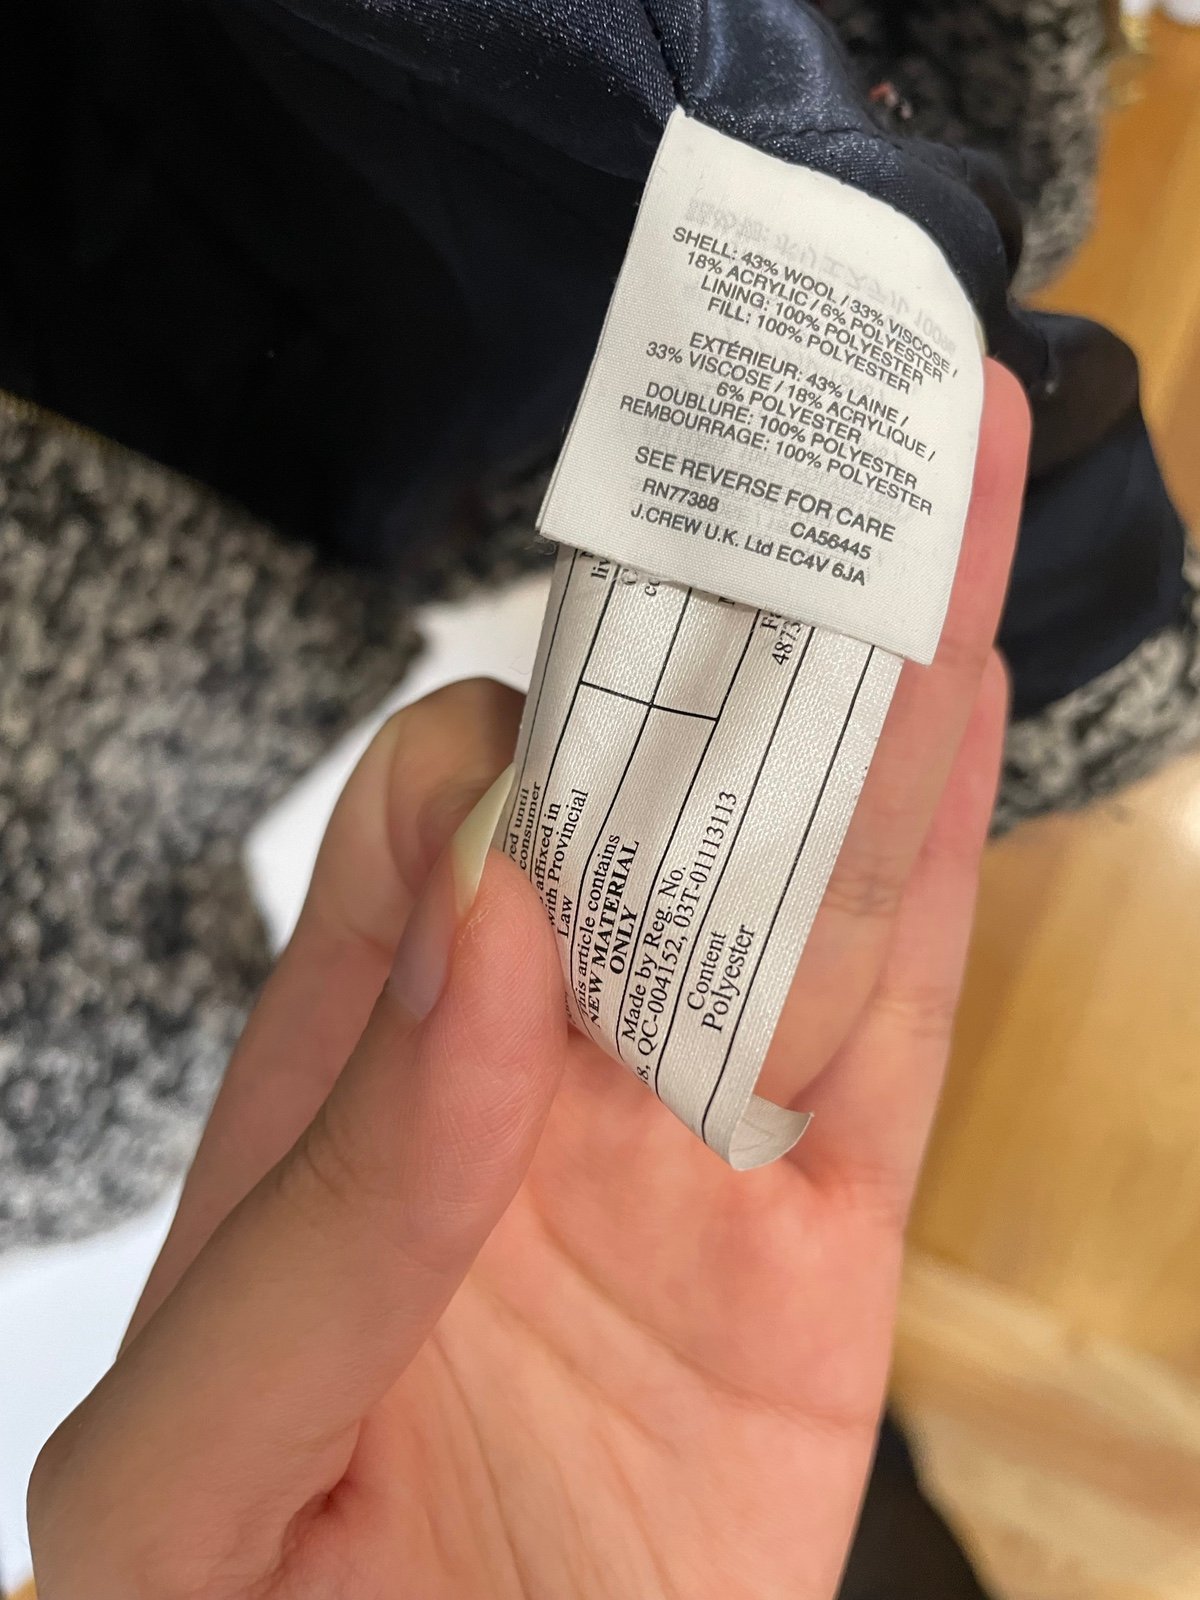 SHELL: 43% WOOL / 33% VISCOSE /
18% ACRYLIC / 6% POLYESTER
LINING: 100% POLYESTER
FILL: 100% POLYESTER
EXTÉRIEUR: 43% LAINE /
33% VISCOSE / 18% ACRYLIQUE /
6% POLYESTER
DOUBLURE: 100% POLYESTER
REMBOURRAGE: 100% POLYESTER
SEE REVERSE FOR CARE
RN77388 CA56445
J.CREW U.K. Ltd EC4V 6JA
until
consumer
affixed in
with Provincial
Law
This article contains
NEW MATERIAL
ONLY
Made by Reg. No.
QC-004152, 03T-01113113
Content
Polyester
4873